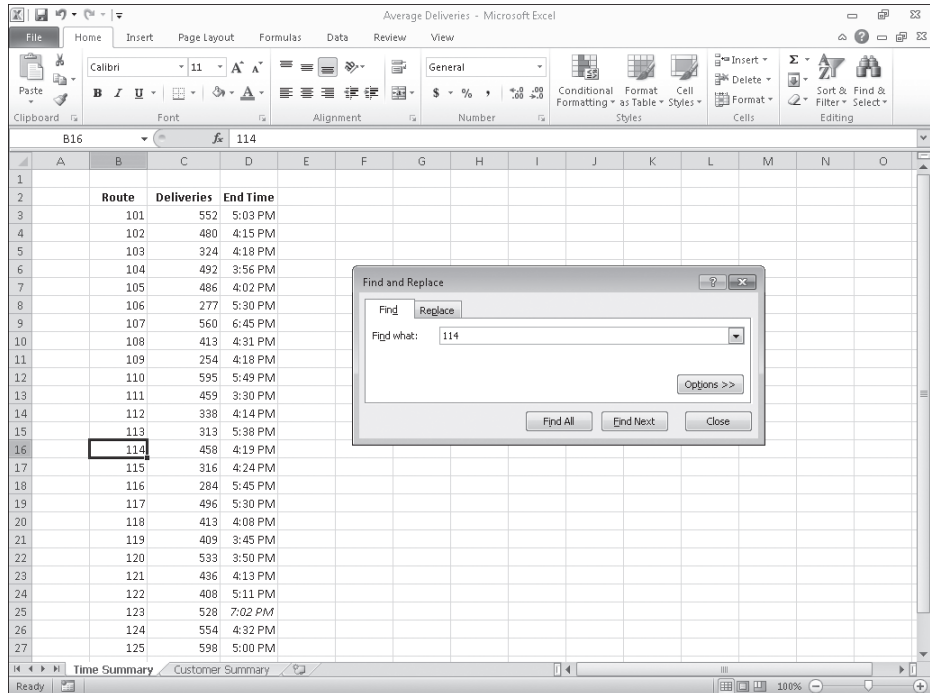 Average Deliveries - Microsoft Excel
File Home Insert Page Layout Formulas Data Review View
Paste
Clipboard
Calibri 11 A A
B I U A
Font
Alignment
General
$ % , .0 .00 .00 .0
Number
Conditional Formatting
Format as Table
Cell Styles
Styles
Insert
Delete
Format
Cells
Σ
Sort & Filter
Find & Select
Editing
B16 fx 114
A B C D E F G H I J K L M N O
1
2 Route Deliveries End Time
3 101 552 5:03 PM
4 102 480 4:15 PM
5 103 324 4:18 PM
6 104 492 3:56 PM
7 105 486 4:02 PM
8 106 277 5:30 PM
9 107 560 6:45 PM
10 108 413 4:31 PM
11 109 254 4:18 PM
12 110 595 5:49 PM
13 111 459 3:30 PM
14 112 338 4:14 PM
15 113 313 5:38 PM
16 114 458 4:19 PM
17 115 316 4:24 PM
18 116 284 5:45 PM
19 117 496 5:30 PM
20 118 413 4:08 PM
21 119 409 3:45 PM
22 120 533 3:50 PM
23 121 436 4:13 PM
24 122 408 5:11 PM
25 123 528 7:02 PM
26 124 554 4:32 PM
27 125 598 5:00 PM
Find and Replace
Find Replace
Find what: 114
Options >>
Find All Find Next Close
Time Summary Customer Summary
Ready 100%